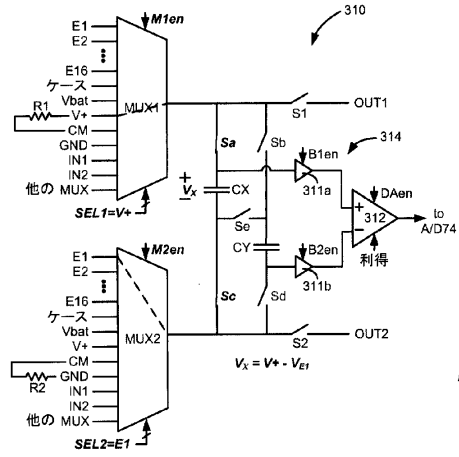 M1en
310
E1
E2
E16
ケース
Vbat
R1
V+
CM
GND
IN1
IN2
他の MUX
MUX1
SEL1=V+
S1
OUT1
314
Sa
Sb
B1en
311a
+
Vx
−
CX
Se
CY
DAen
+
312
−
to
A/D74
利得
B2en
311b
M2en
E1
E2
E16
ケース
Vbat
V+
CM
R2
GND
IN1
IN2
他の MUX
MUX2
SEL2=E1
Sc
Sd
S2
OUT2
VX = V+ - VE1